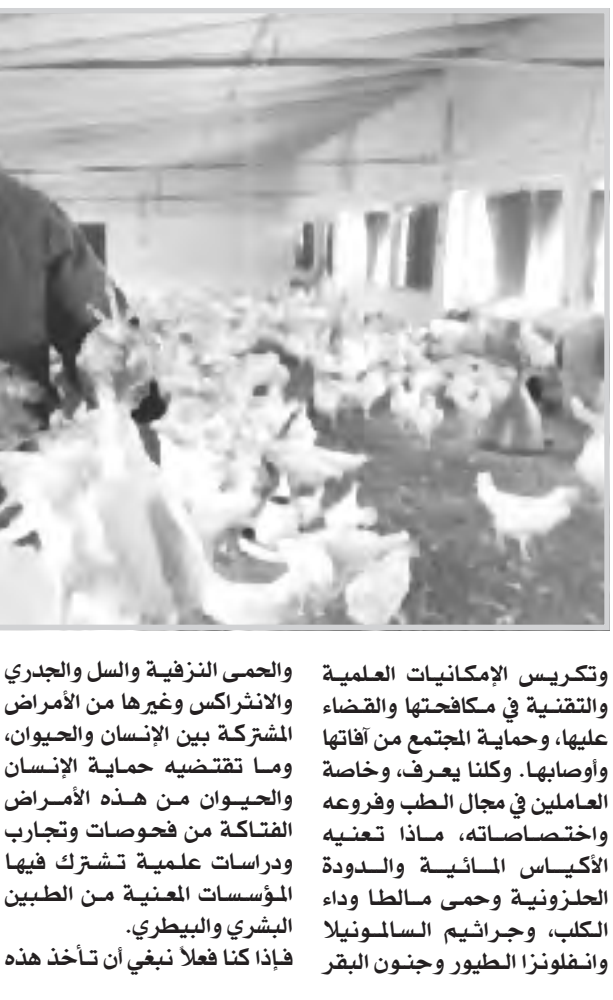 وتكريس الإمكانيات العلمية
والتقنية في مكافحتها والقضاء
عليها، وحماية المجتمع من آفاتها
وأوصابها. وكلنا يعرف، وخاصة
العاملين في مجال الطب وفروعه
واختصاصاته، ماذا تعنيه
الأكياس المائية والدودة
الحلزونية وحمى مالطا وداء
الكلب، وجراثيم السالمونيلا
وانفلونزا الطيور وجنون البقر
والحمى النزفية والسل والجدري
والانثراكس وغيرها من الأمراض
المشتركة بين الإنسان والحيوان،
وما تقتضيه حماية الإنسان
والحيوان من هذه الأمراض
الفتاكة من فحوصات وتجارب
ودراسات علمية تشترك فيها
المؤسسات المعنية من الطبين
البشري والبيطري.
فإذا كنا فعلاً نبغي أن تأخذ هذه